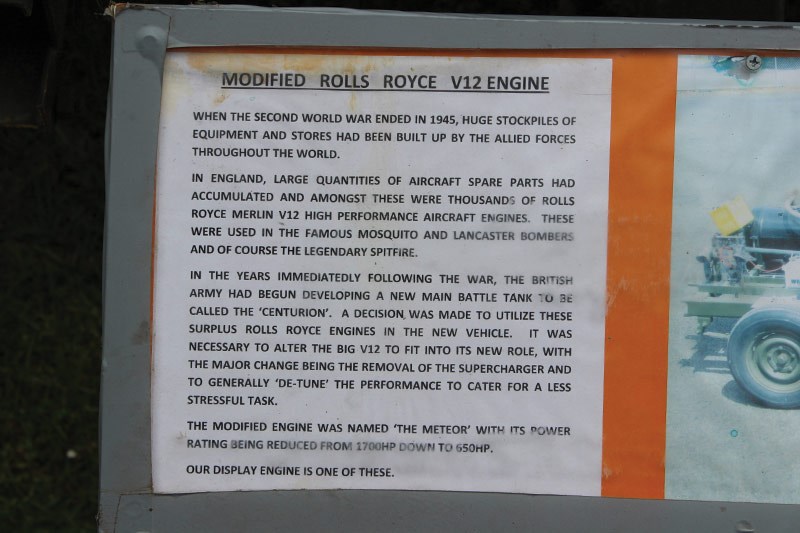 MODIFIED ROLLS ROYCE V12 ENGINE
WHEN THE SECOND WORLD WAR ENDED IN 1945, HUGE STOCKPILES OF
EQUIPMENT AND STORES HAD BEEN BUILT UP BY THE ALLIED FORCES
THROUGHOUT THE WORLD.
IN ENGLAND, LARGE QUANTITIES OF AIRCRAFT SPARE PARTS HAD
ACCUMULATED AND AMONGST THESE WERE THOUSANDS OF ROLLS
ROYCE MERLIN V12 HIGH PERFORMANCE AIRCRAFT ENGINES. THESE
WERE USED IN THE FAMOUS MOSQUITO AND LANCASTER BOMBERS
AND OF COURSE THE LEGENDARY SPITFIRE.
IN THE YEARS IMMEDIATEDLY FOLLOWING THE WAR, THE BRITISH
ARMY HAD BEGUN DEVELOPING A NEW MAIN BATTLE TANK TO BE
CALLED THE ‘CENTURION’. A DECISION WAS MADE TO UTILIZE THESE
SURPLUS ROLLS ROYCE ENGINES IN THE NEW VEHICLE. IT WAS
NECESSARY TO ALTER THE BIG V12 TO FIT INTO ITS NEW ROLE, WITH
THE MAJOR CHANGE BEING THE REMOVAL OF THE SUPERCHARGER AND
TO GENERALLY ‘DE-TUNE’ THE PERFORMANCE TO CATER FOR A LESS
STRESSFUL TASK.
THE MODIFIED ENGINE WAS NAMED ‘THE METEOR’ WITH ITS POWER
RATING BEING REDUCED FROM 1700HP DOWN TO 650HP.
OUR DISPLAY ENGINE IS ONE OF THESE.